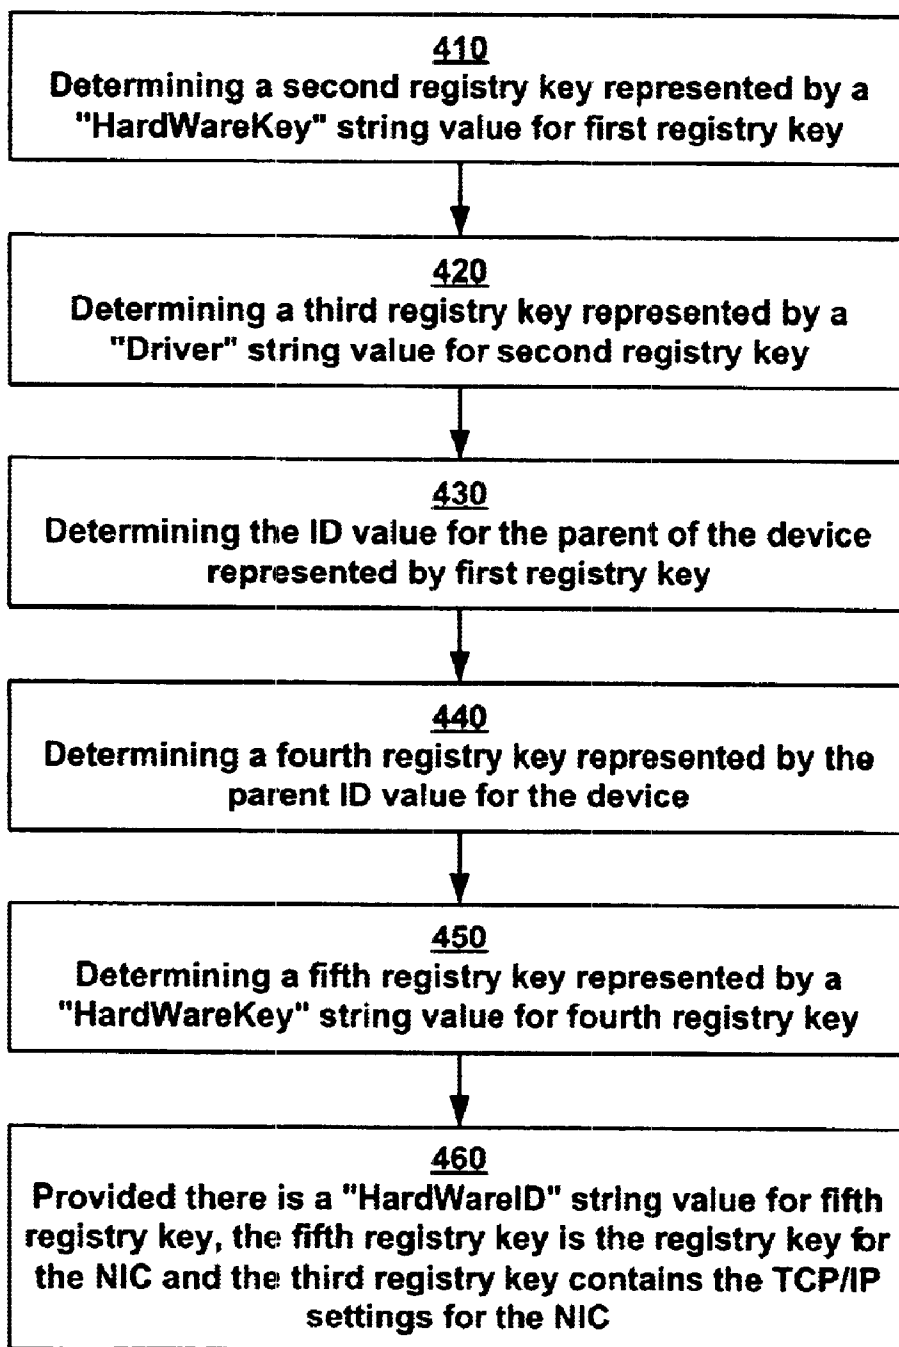 410
Determining a second registry key represented by a
"HardWareKey" string value for first registry key
420
Determining a third registry key represented by a
"Driver" string value for second registry key
430
Determining the ID value for the parent of the device
represented by first registry key
440
Determining a fourth registry key represented by the
parent ID value for the device
450
Determining a fifth registry key represented by a
"HardWareKey" string value for fourth registry key
460
Provided there is a "HardWareID" string value for fifth
registry key, the fifth registry key is the registry key for
the NIC and the third registry key contains the TCP/IP
settings for the NIC